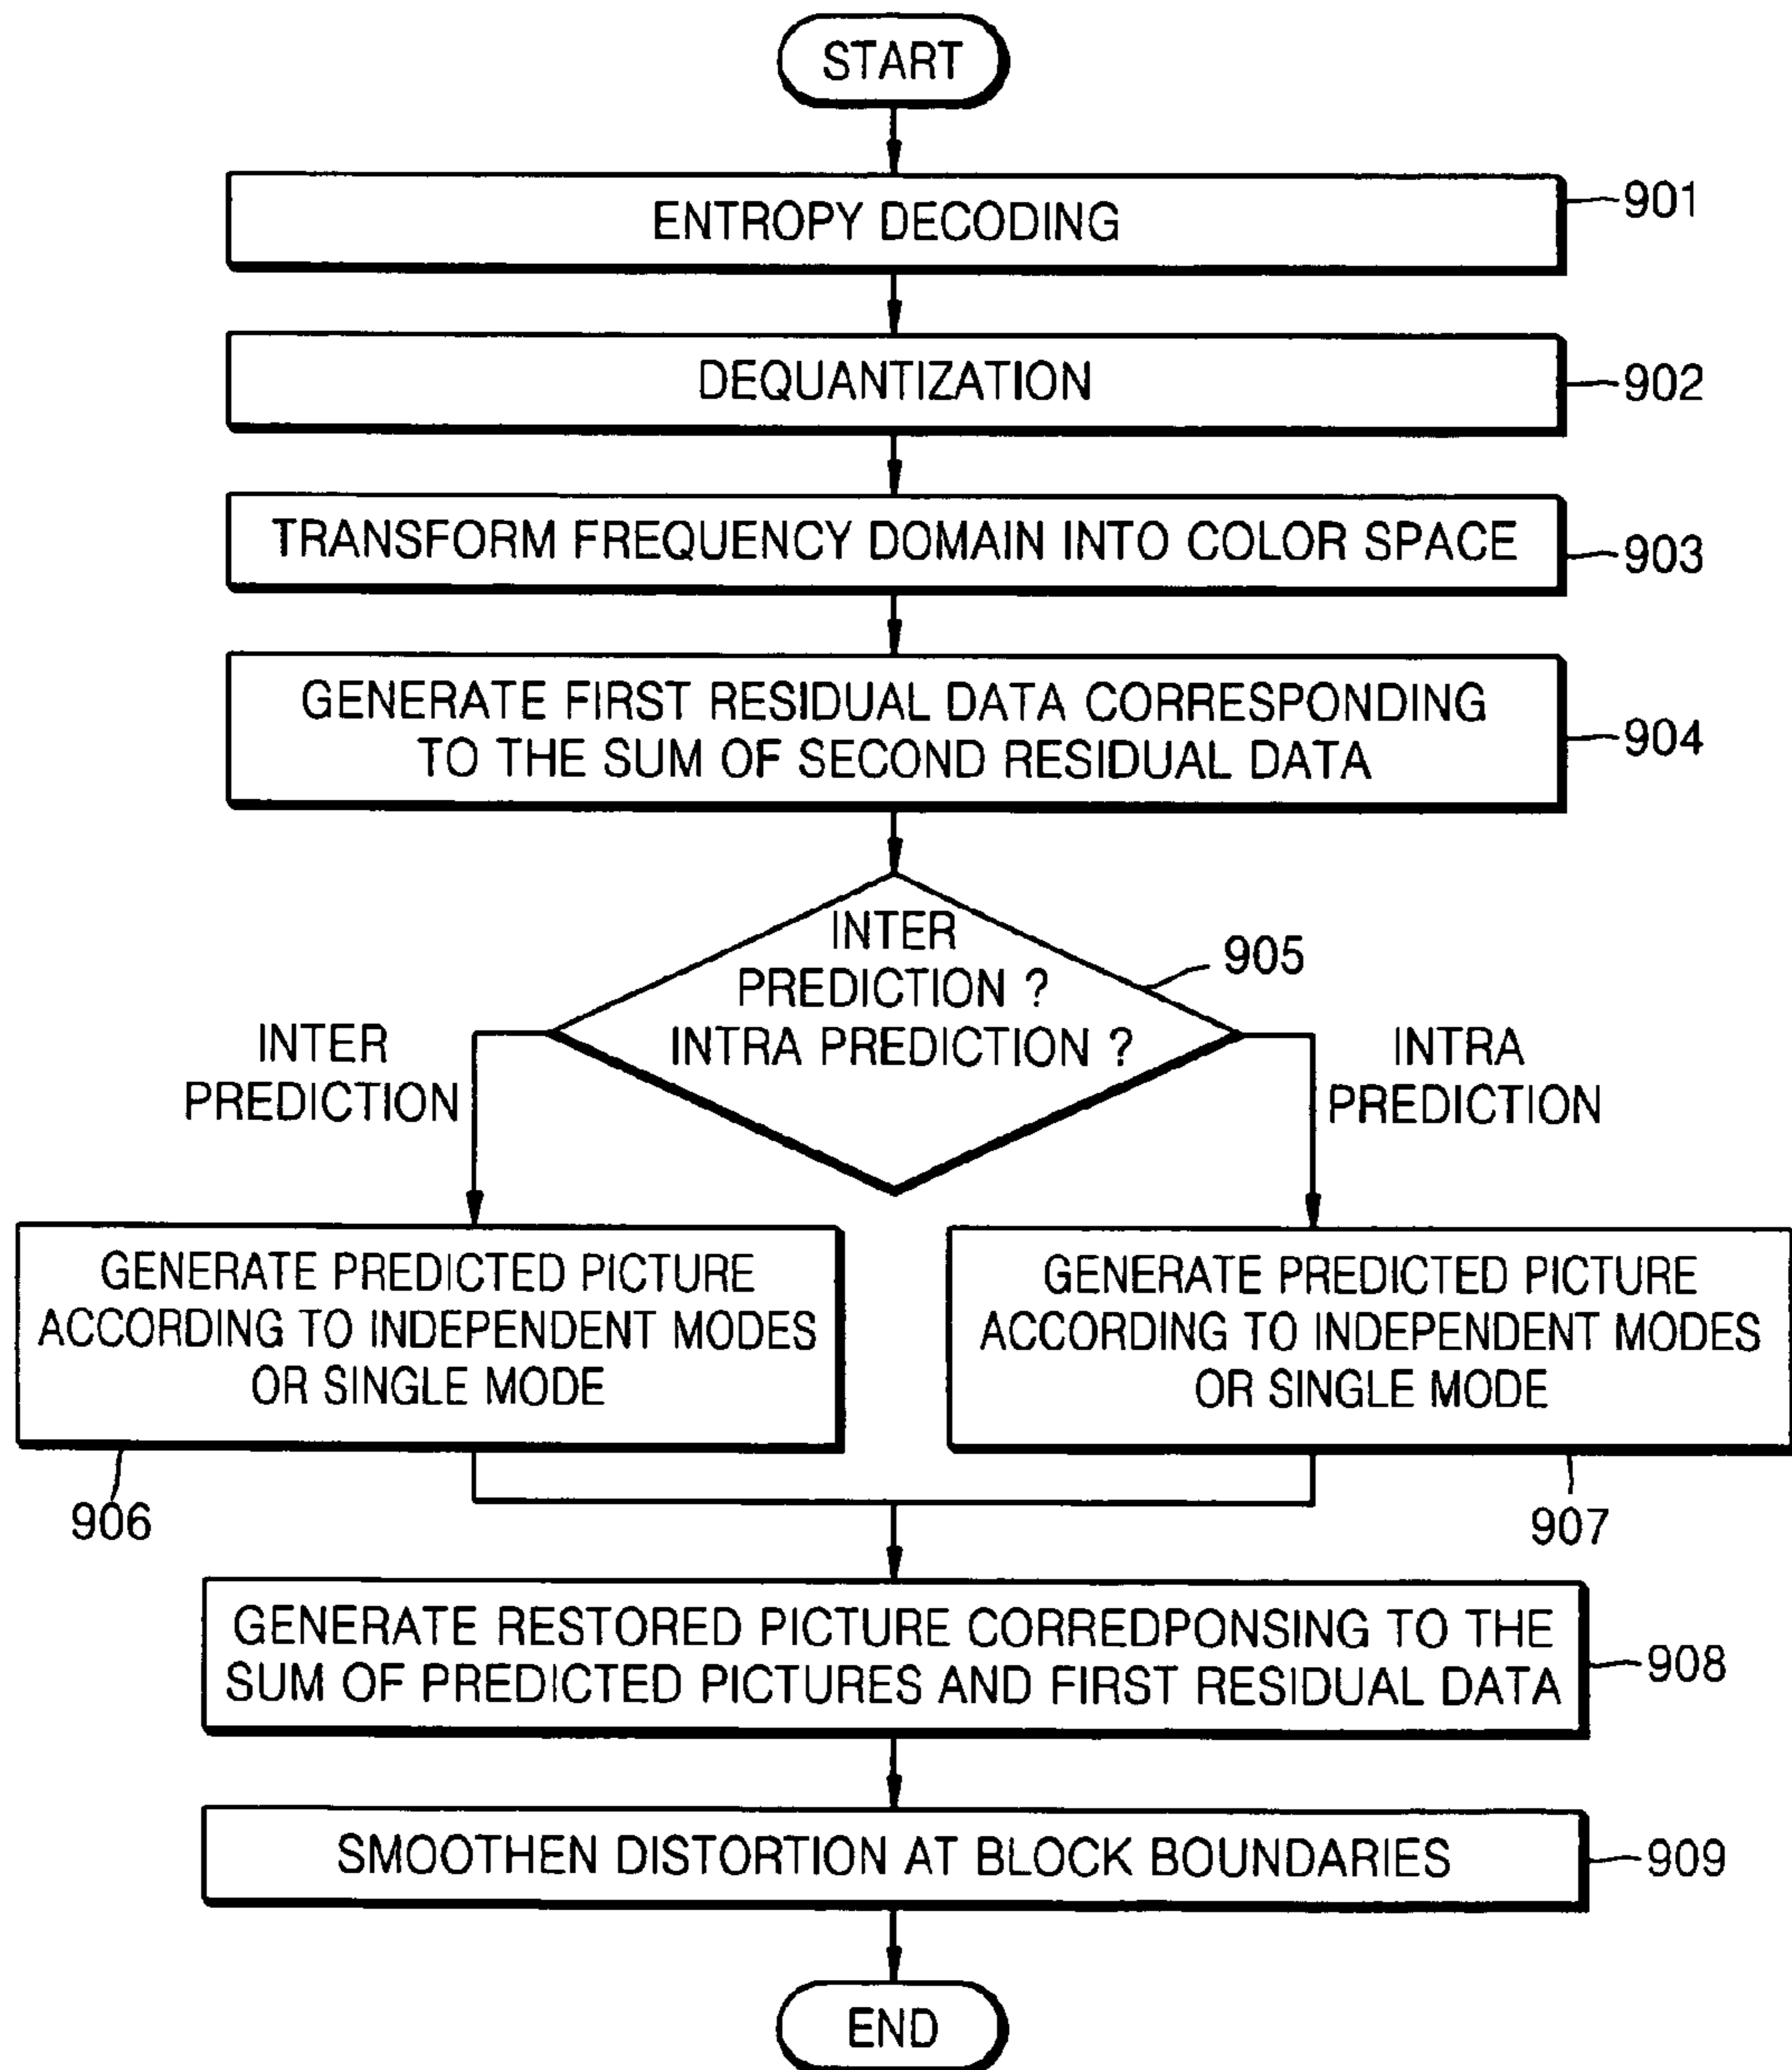 START
ENTROPY DECODING
901
DEQUANTIZATION
902
TRANSFORM FREQUENCY DOMAIN INTO COLOR SPACE
903
GENERATE FIRST RESIDUAL DATA CORRESPONDING
TO THE SUM OF SECOND RESIDUAL DATA
904
INTER
PREDICTION ?
INTRA PREDICTION ?
905
INTER
PREDICTION
INTRA
PREDICTION
GENERATE PREDICTED PICTURE
ACCORDING TO INDEPENDENT MODES
OR SINGLE MODE
906
GENERATE PREDICTED PICTURE
ACCORDING TO INDEPENDENT MODES
OR SINGLE MODE
907
GENERATE RESTORED PICTURE CORREDPONSING TO THE
SUM OF PREDICTED PICTURES AND FIRST RESIDUAL DATA
908
SMOOTHEN DISTORTION AT BLOCK BOUNDARIES
909
END